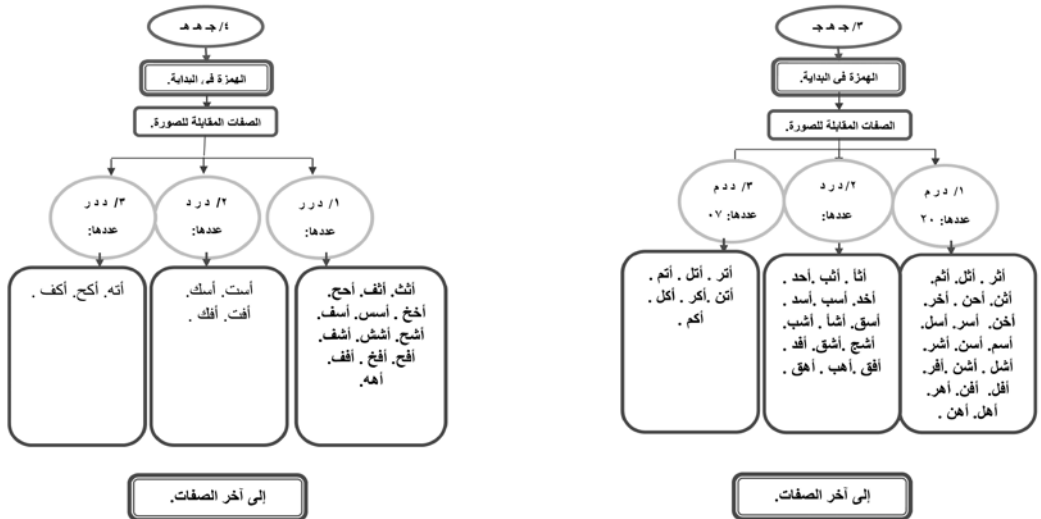 ٣/ جـ هـ جـ
الهمزة في البداية.
الصفات المقابلة للصورة.
١/ د ر م
عددها: ٢٠
٢/ د ر د
عددها:
٣/ د د م
عددها: ٠٧
أثر . أثل. أثم.
أثن. أحن . أخر.
أخن. أسر. أسل.
أسم. أسن. أشر.
أشل . أشن .أفر.
أفل. أفن. أهر.
أهل. أهن .
أثأ . أثب . أحد .
أخد. أسب .أسد .
أسق. أشأ . أشب.
أشج . أشق. أفد .
أفق .أهب . أهق .
أتر . أتل . أتم .
أتن .أكر . أكل .
أكم .
٤/ جـ هـ هـ
الهمزة في البداية.
الصفات المقابلة للصورة.
١/ د ر ر
عددها:
٢/ د ر د
عددها:
٣/ د د ر
عددها:
أثث. أثف. أحح.
أخخ . أسس. أسف.
أشح. أشش. أشف.
أفح. أفخ . أفف.
أهه.
أست. أسك.
أفت. أفك .
أته. أكح. أكف .
إلى آخر الصفات.
إلى آخر الصفات.